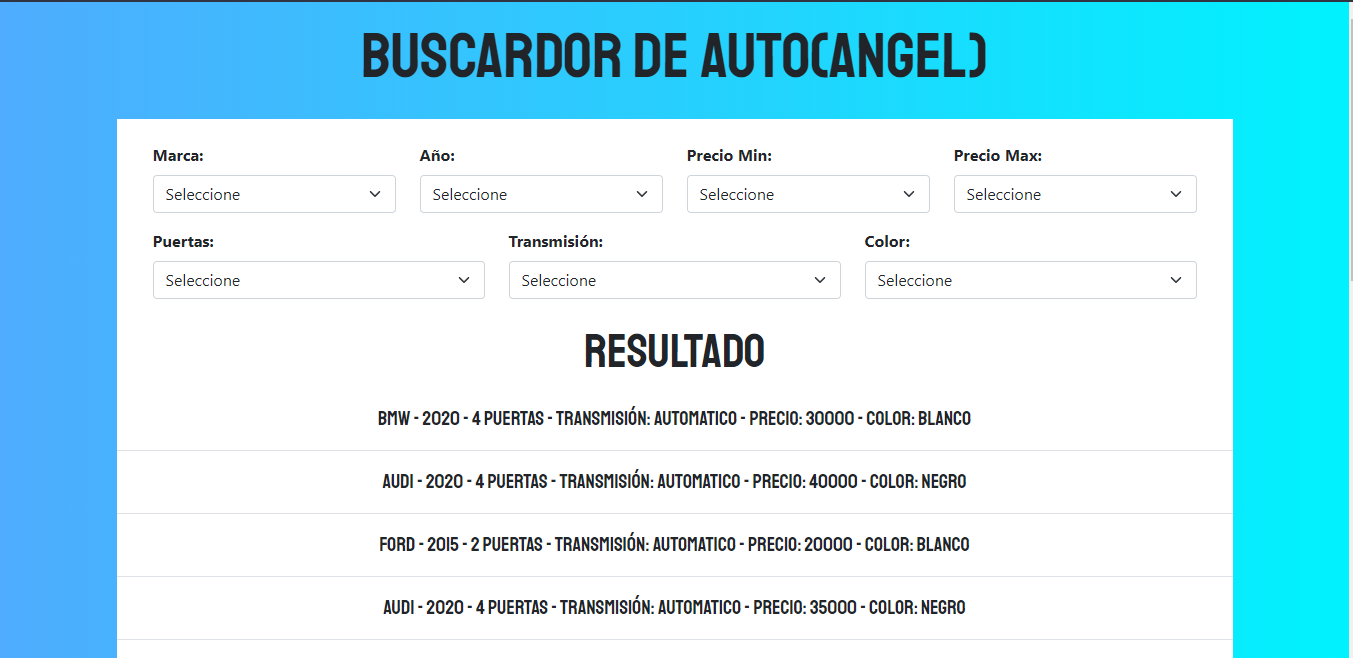 BUSCARDOR DE AUTO(ANGEL)
Marca: Año: Precio Min: Precio Max:
Seleccione Seleccione Seleccione Seleccione
Puertas: Transmisión: Color:
Seleccione Seleccione Seleccione
RESULTADO
BMW - 2020 - 4 PUERTAS - TRANSMISIÓN: AUTOMATICO - PRECIO: 30000 - COLOR: BLANCO
AUDI - 2020 - 4 PUERTAS - TRANSMISIÓN: AUTOMATICO - PRECIO: 40000 - COLOR: NEGRO
FORD - 2015 - 2 PUERTAS - TRANSMISIÓN: AUTOMATICO - PRECIO: 20000 - COLOR: BLANCO
AUDI - 2020 - 4 PUERTAS - TRANSMISIÓN: AUTOMATICO - PRECIO: 35000 - COLOR: NEGRO